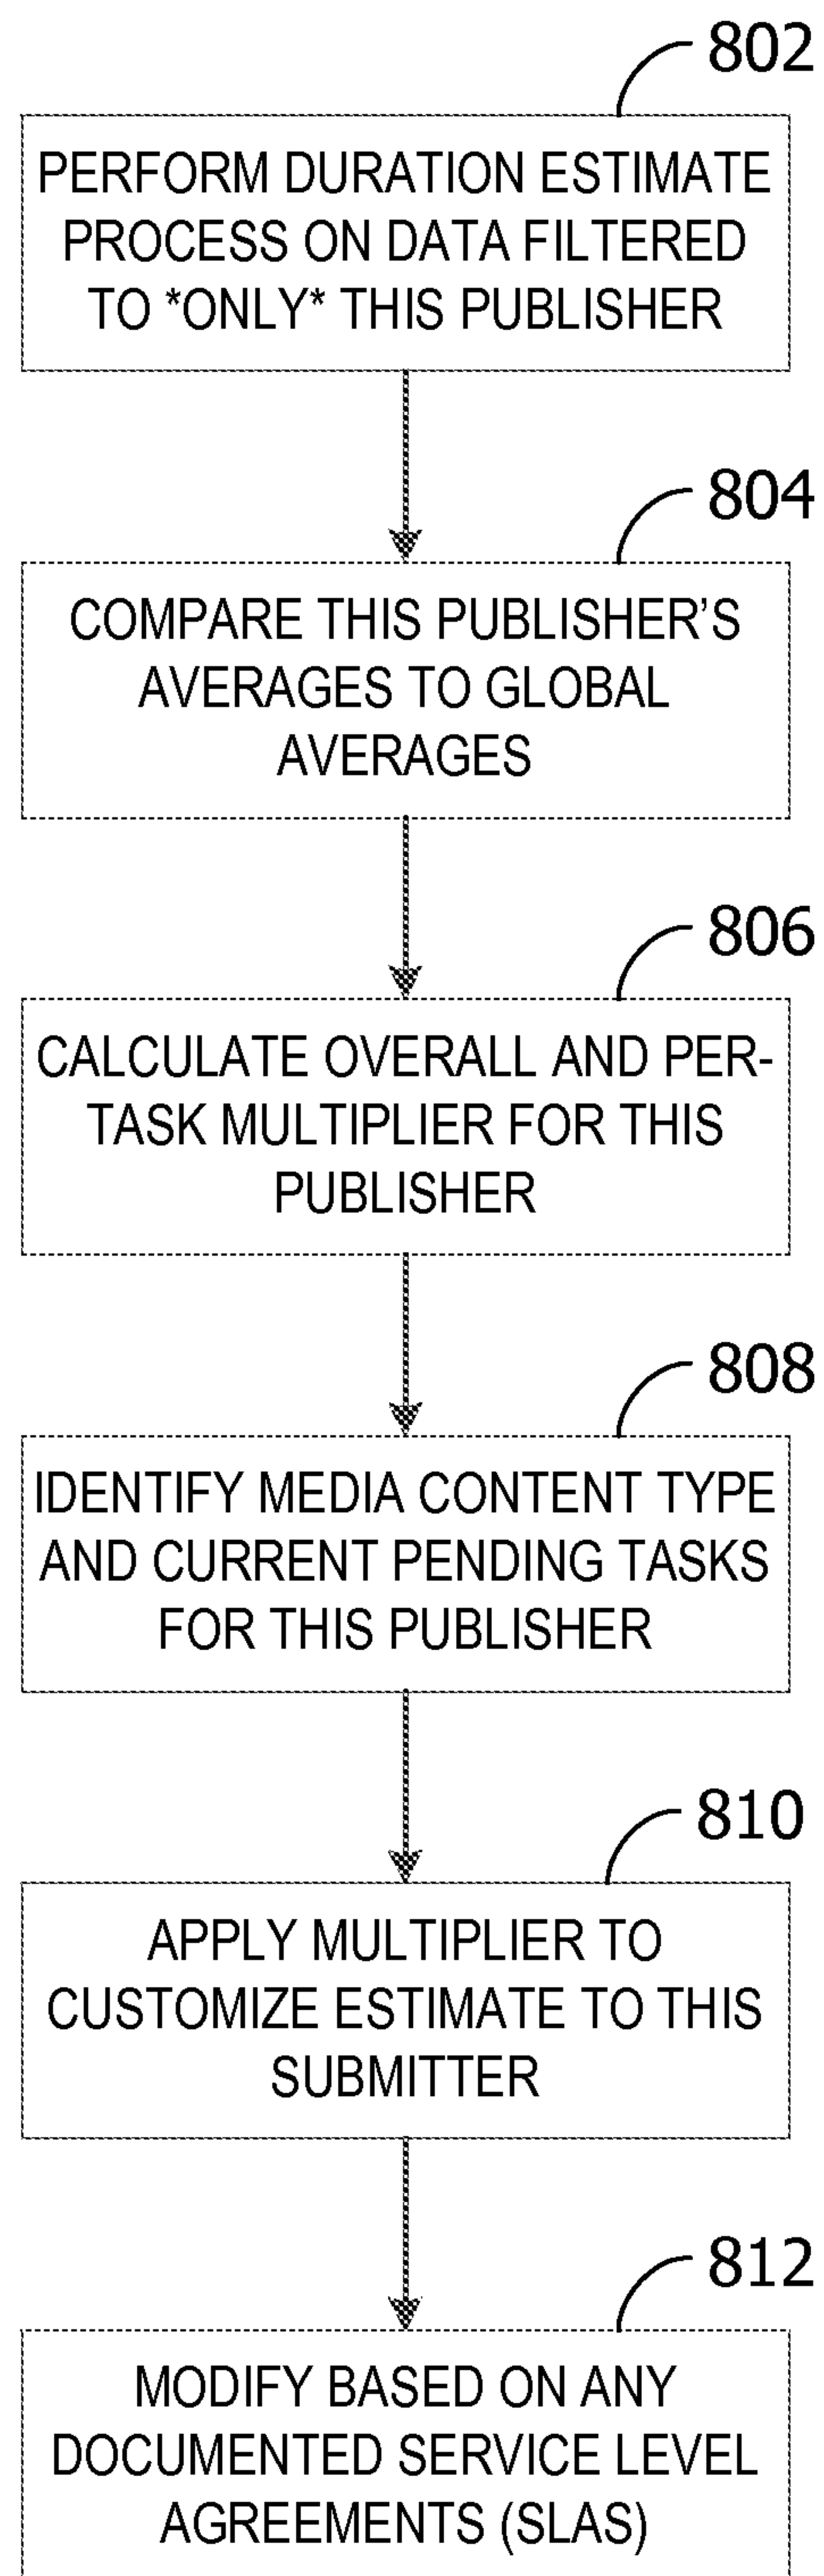 802
PERFORM DURATION ESTIMATE
PROCESS ON DATA FILTERED
TO *ONLY* THIS PUBLISHER
804
COMPARE THIS PUBLISHER’S
AVERAGES TO GLOBAL
AVERAGES
806
CALCULATE OVERALL AND PER-
TASK MULTIPLIER FOR THIS
PUBLISHER
808
IDENTIFY MEDIA CONTENT TYPE
AND CURRENT PENDING TASKS
FOR THIS PUBLISHER
810
APPLY MULTIPLIER TO
CUSTOMIZE ESTIMATE TO THIS
SUBMITTER
812
MODIFY BASED ON ANY
DOCUMENTED SERVICE LEVEL
AGREEMENTS (SLAS)